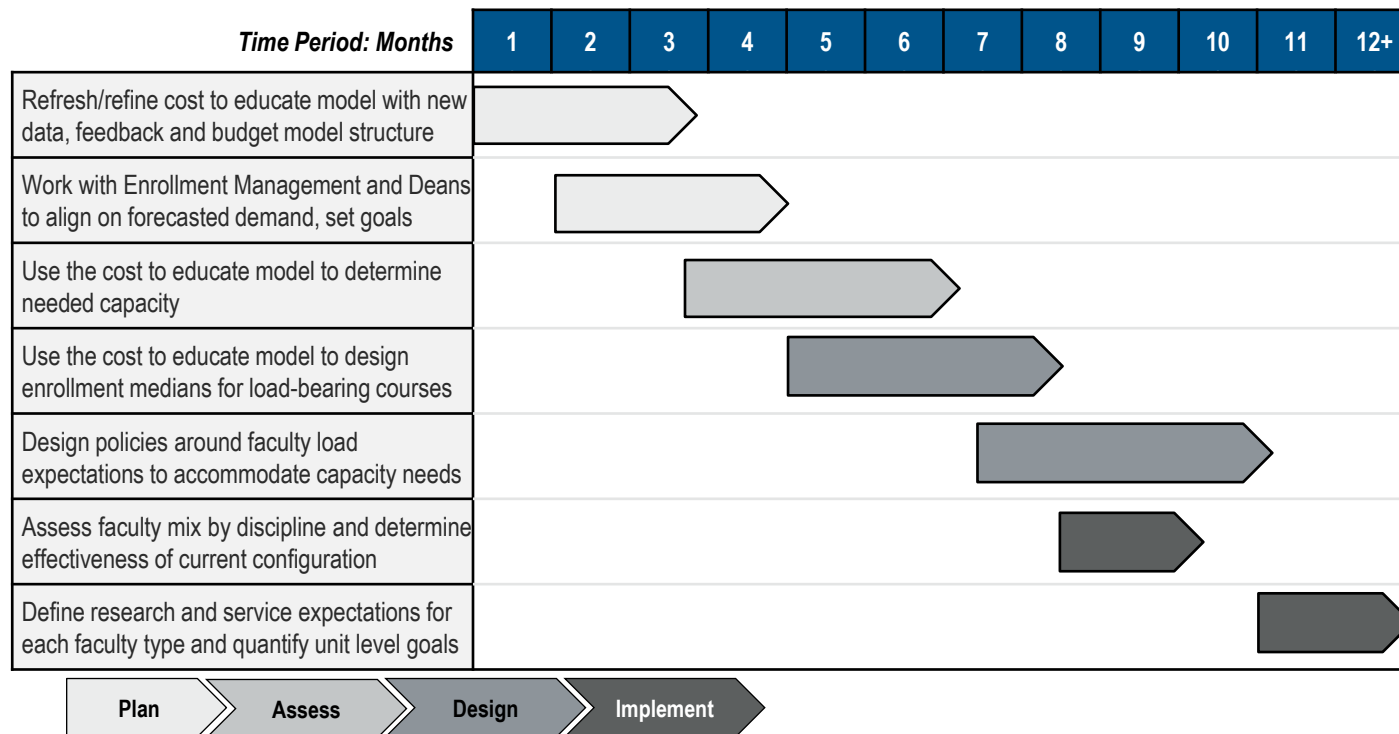 Time Period: Months 1 2 3 4 5 6 7 8 9 10 11 12+
Refresh/refine cost to educate model with new
data, feedback and budget model structure
Work with Enrollment Management and Deans
to align on forecasted demand, set goals
Use the cost to educate model to determine
needed capacity
Use the cost to educate model to design
enrollment medians for load-bearing courses
Design policies around faculty load
expectations to accommodate capacity needs
Assess faculty mix by discipline and determine
effectiveness of current configuration
Define research and service expectations for
each faculty type and quantify unit level goals
Plan Assess Design Implement